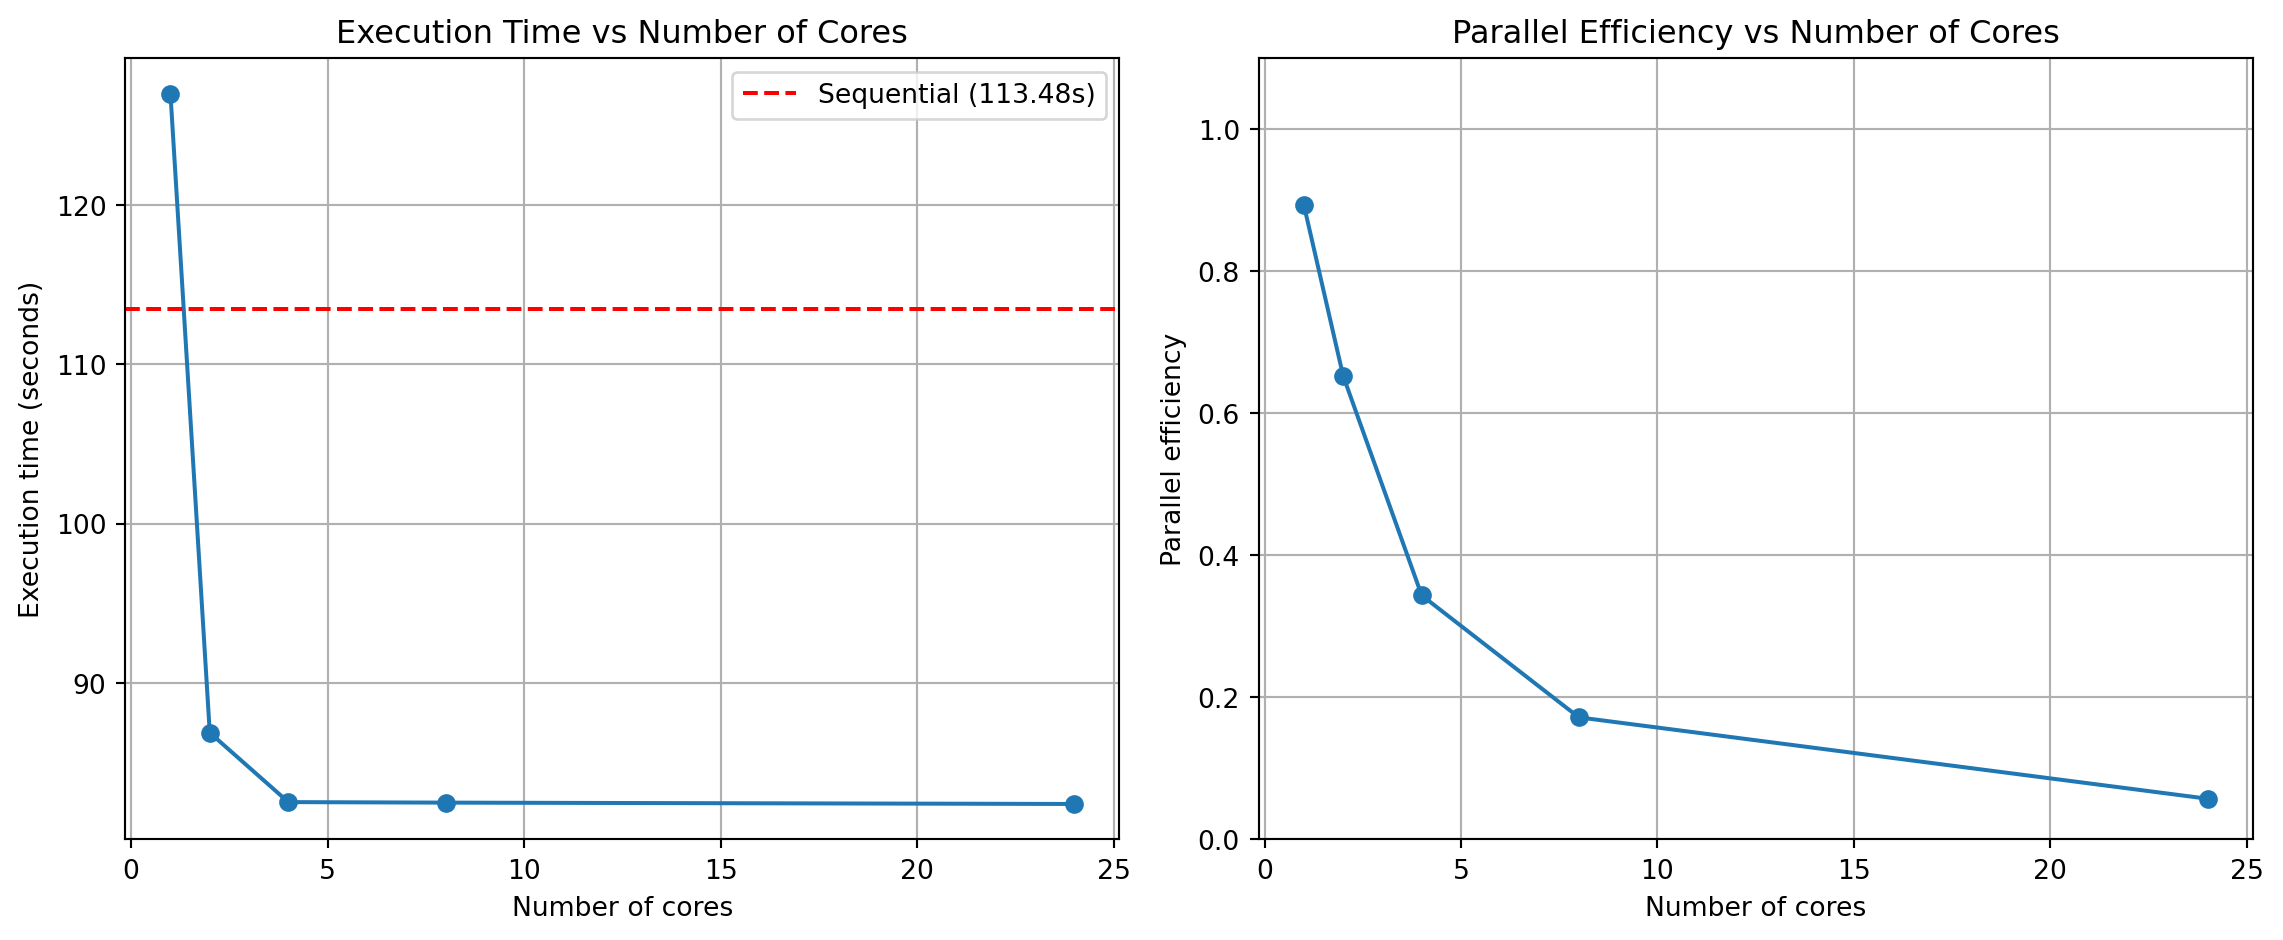 Execution Time vs Number of Cores
Sequential (113.48s)
120
110
100
90
Execution time (seconds)
0 5 10 15 20 25
Number of cores
Parallel Efficiency vs Number of Cores
1.0
0.8
0.6
0.4
0.2
0.0
Parallel efficiency
0 5 10 15 20 25
Number of cores